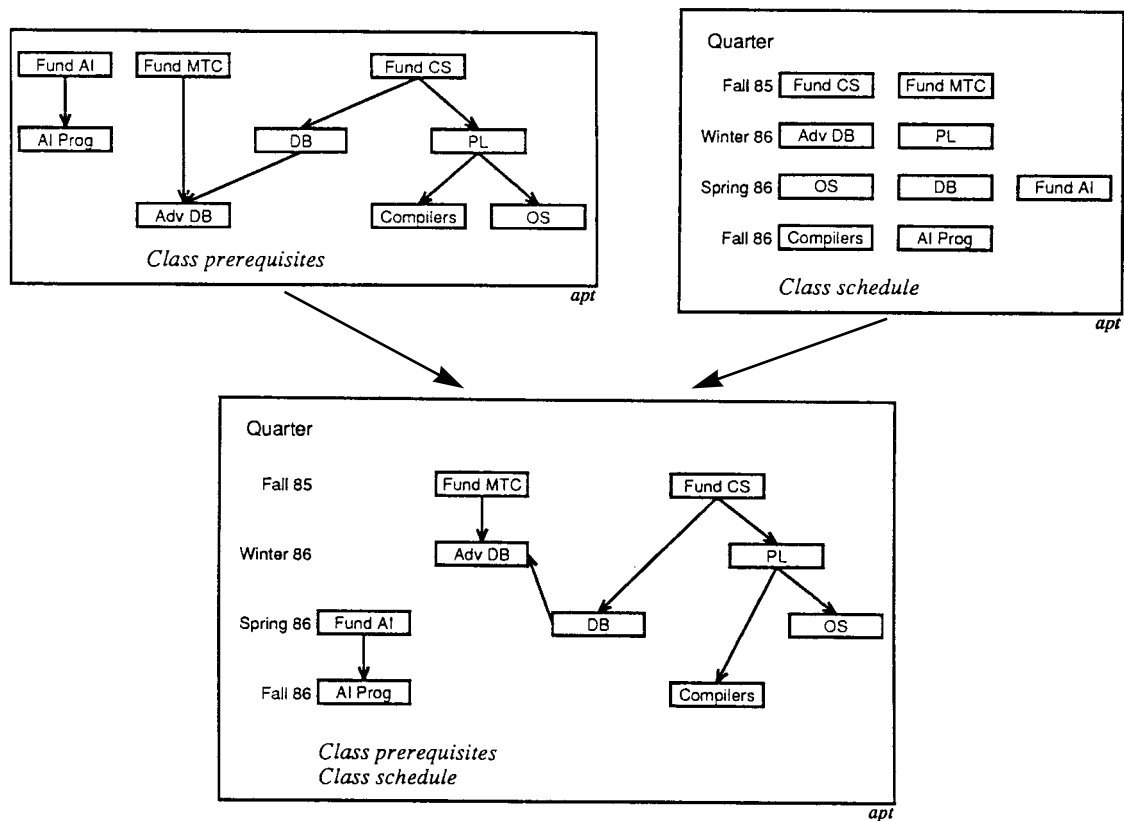 Fund AI Fund MTC Fund CS
AI Prog DB PL
Adv DB Compilers OS
Class prerequisites
apt
Quarter
Fall 85 Fund CS Fund MTC
Winter 86 Adv DB PL
Spring 86 OS DB Fund AI
Fall 86 Compilers AI Prog
Class schedule
apt
Quarter
Fall 85 Fund MTC Fund CS
Winter 86 Adv DB PL
Spring 86 Fund AI DB OS
Fall 86 AI Prog Compilers
Class prerequisites
Class schedule
apt